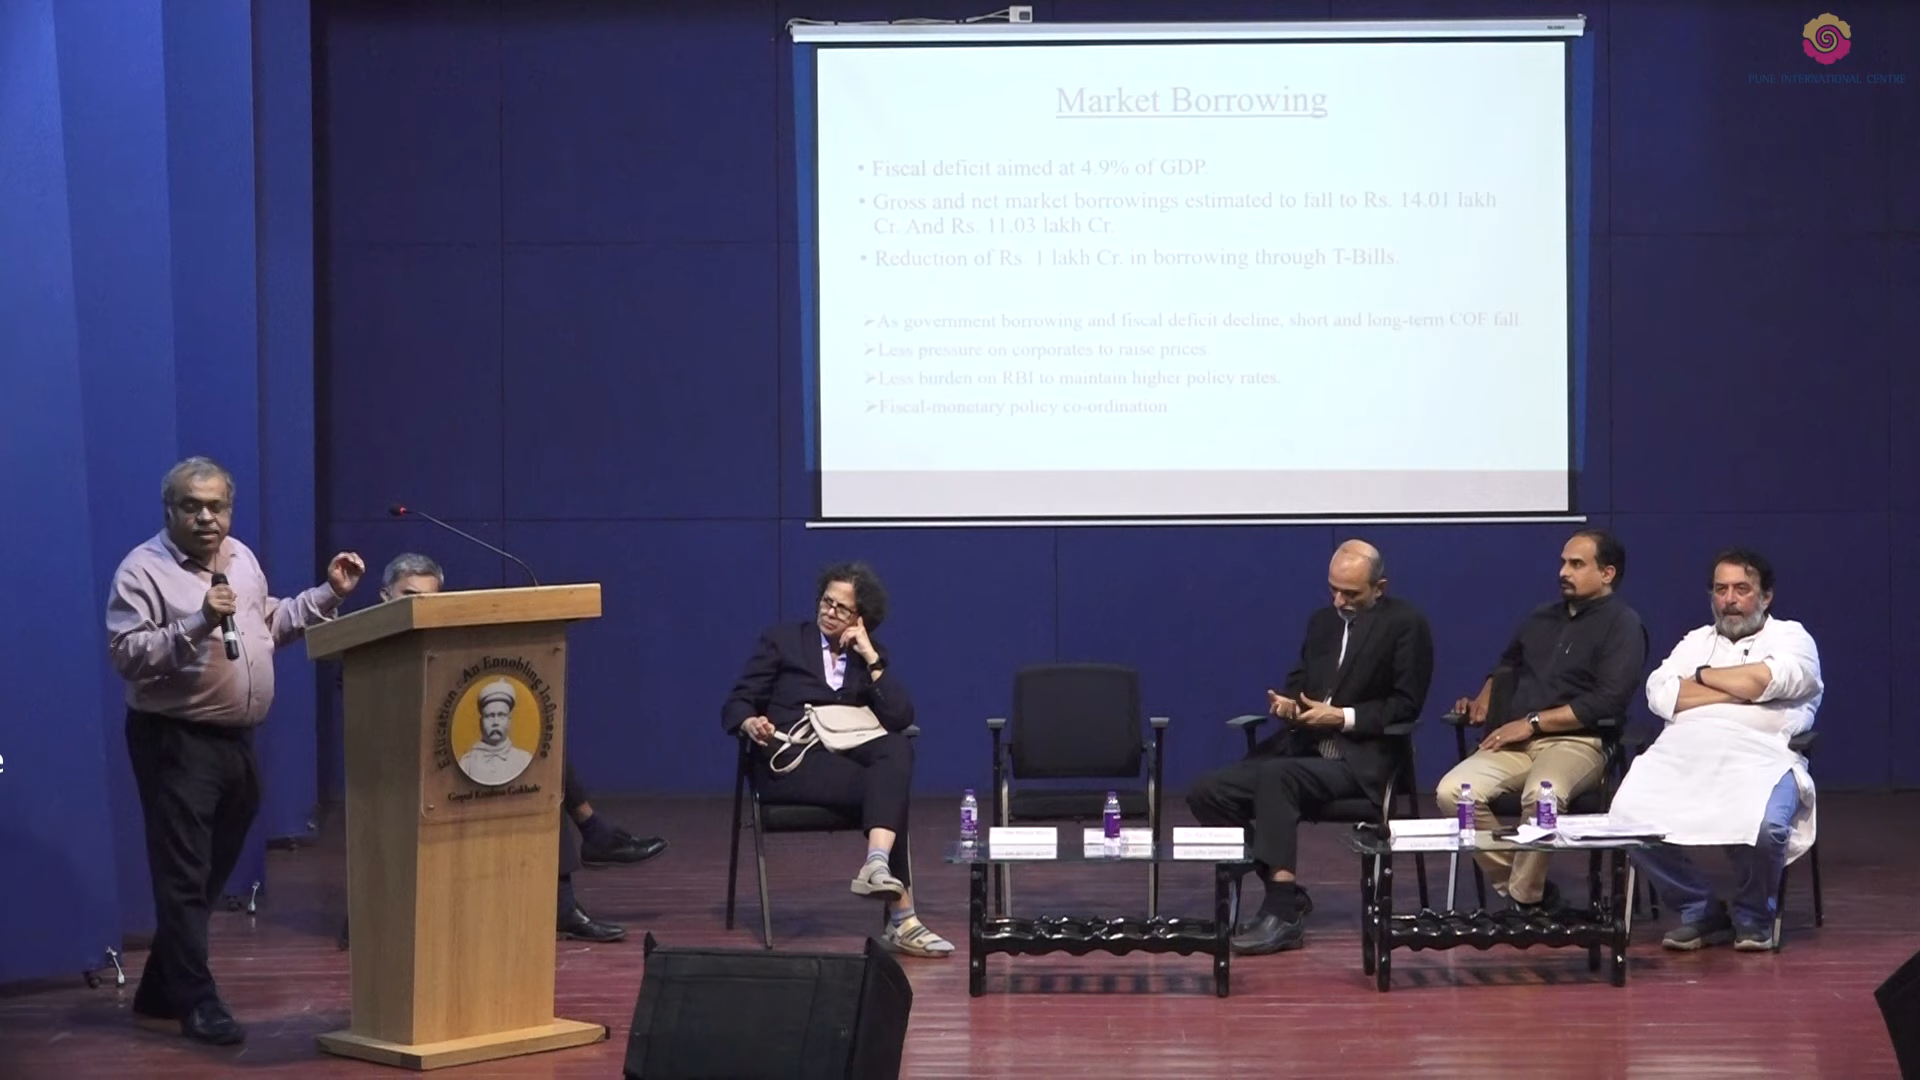 PUNE INTERNATIONAL CENTRE
Market Borrowing
• Fiscal deficit aimed at 4.9% of GDP
• Gross and net market borrowings estimated to fall to Rs. 14.01 lakh
Cr. And Rs. 11.03 lakh Cr.
• Reduction of Rs 1 lakh Cr. in borrowing through T-Bills.
➢As government borrowing and fiscal deficit decline, short and long-term COF fall.
➢Less pressure on corporates to raise prices
➢Less burden on RBI to maintain higher policy rates.
➢Fiscal-monetary policy co-ordination
Education : An Ennobling Influence
Gopal Krishna Gokhale